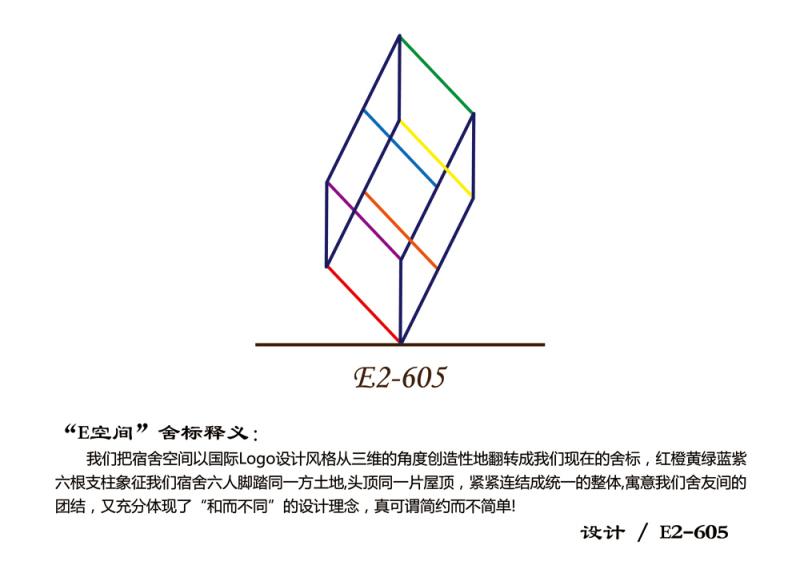 E2-605
“E空间”舍标释义：
我们把宿舍空间以国际Logo设计风格从三维的角度创造性地翻转成我们现在的舍标，红橙黄绿蓝紫
六根支柱象征我们宿舍六人脚踏同一方土地,头顶同一片屋顶，紧紧连结成统一的整体,寓意我们舍友间的
团结，又充分体现了“和而不同”的设计理念，真可谓简约而不简单!
设计 / E2-605